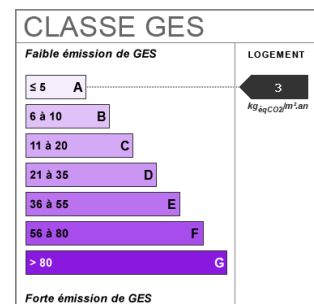 CLASSE GES
Faible émission de GES
LOGEMENT
≤ 5 A
3
kgéqCO2/m².an
6 à 10 B
11 à 20 C
21 à 35 D
36 à 55 E
56 à 80 F
> 80 G
Forte émission de GES